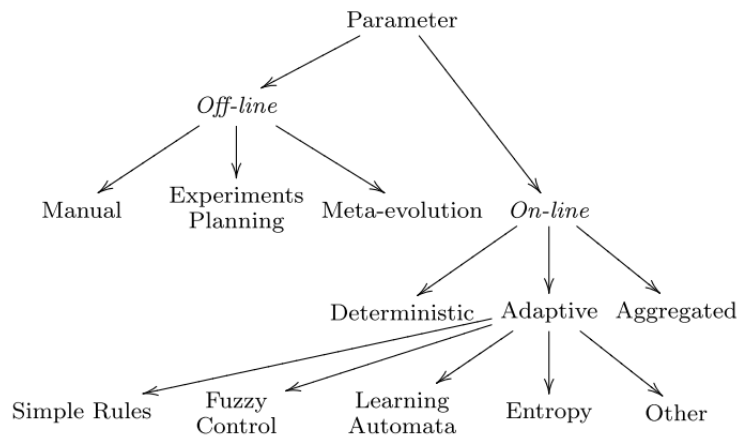 Parameter
Off-line
Manual
Experiments
Planning
Meta-evolution
On-line
Deterministic
Adaptive
Aggregated
Simple Rules
Fuzzy
Control
Learning
Automata
Entropy
Other